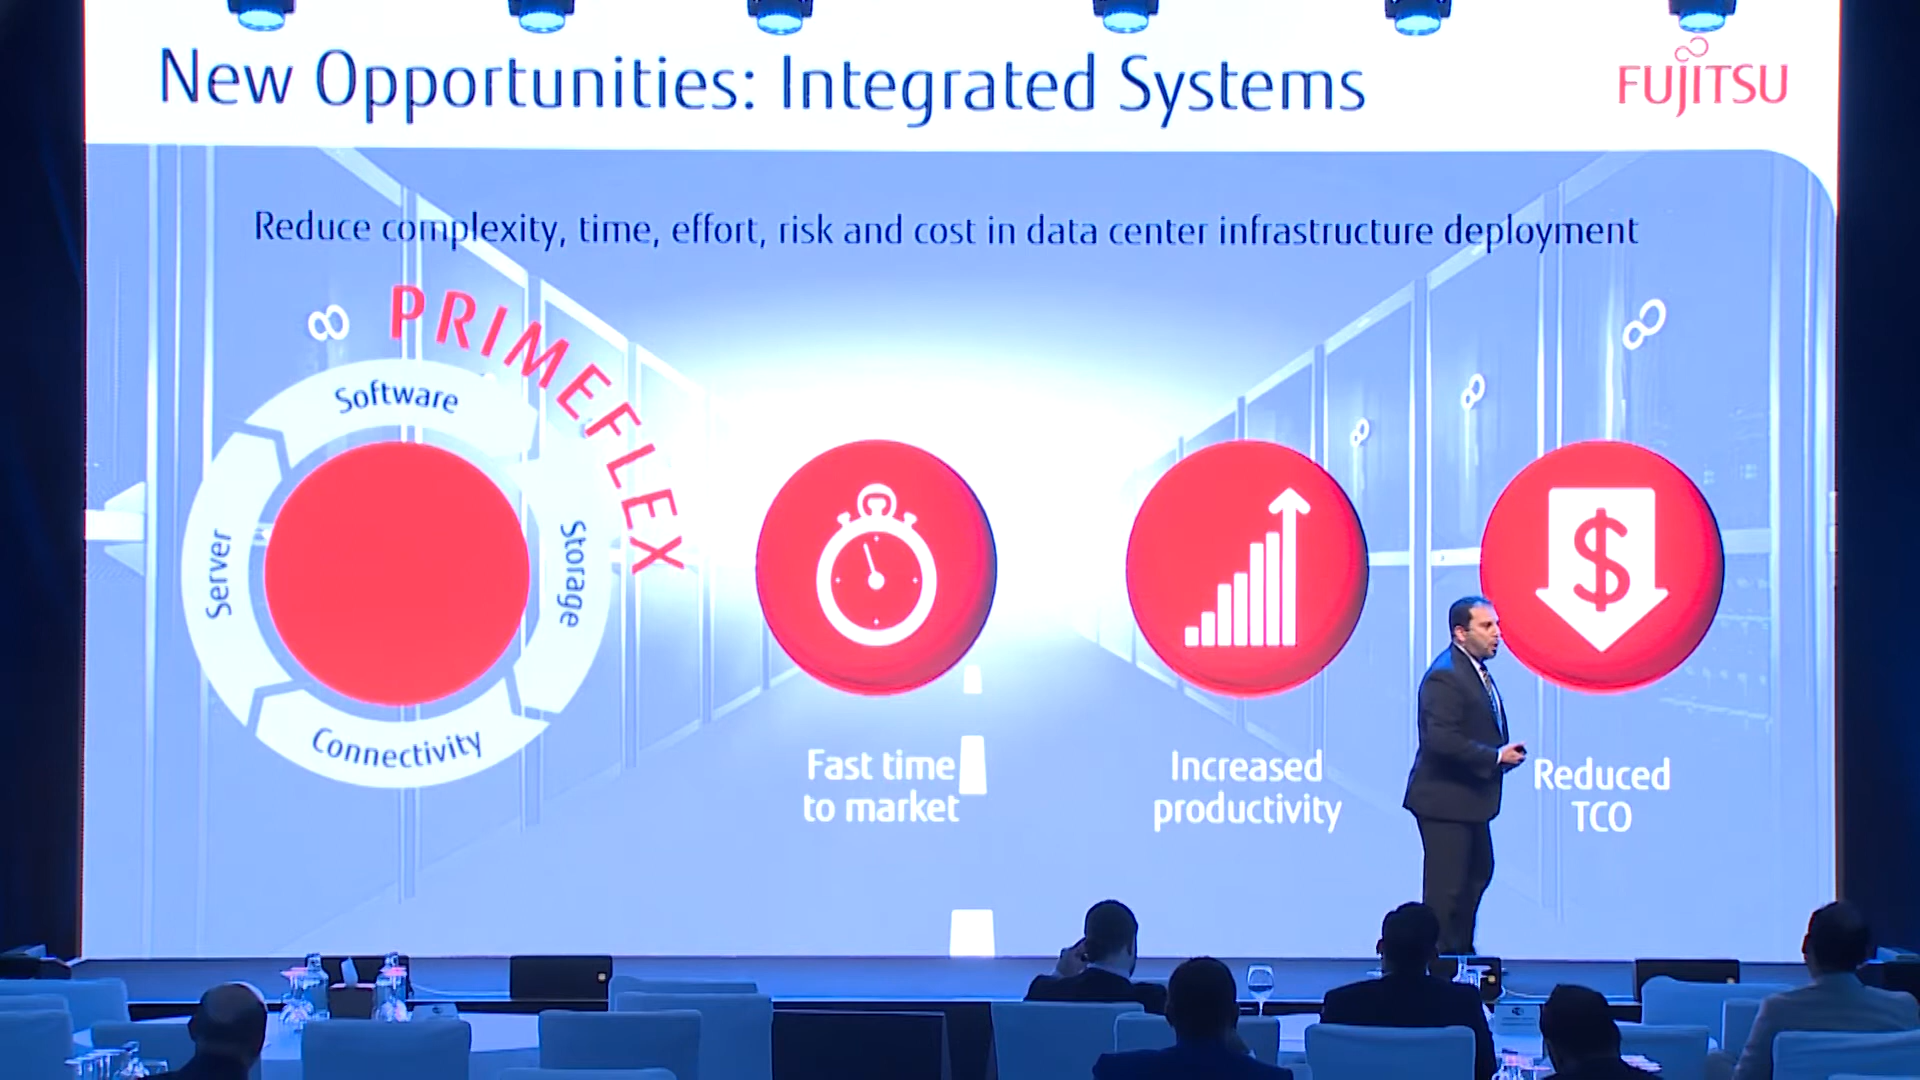 New Opportunities: Integrated Systems
FUJITSU
Reduce complexity, time, effort, risk and cost in data center infrastructure deployment
PRIMEFLEX
Software
Server
Storage
Connectivity
Fast time
to market
Increased
productivity
Reduced
TCO